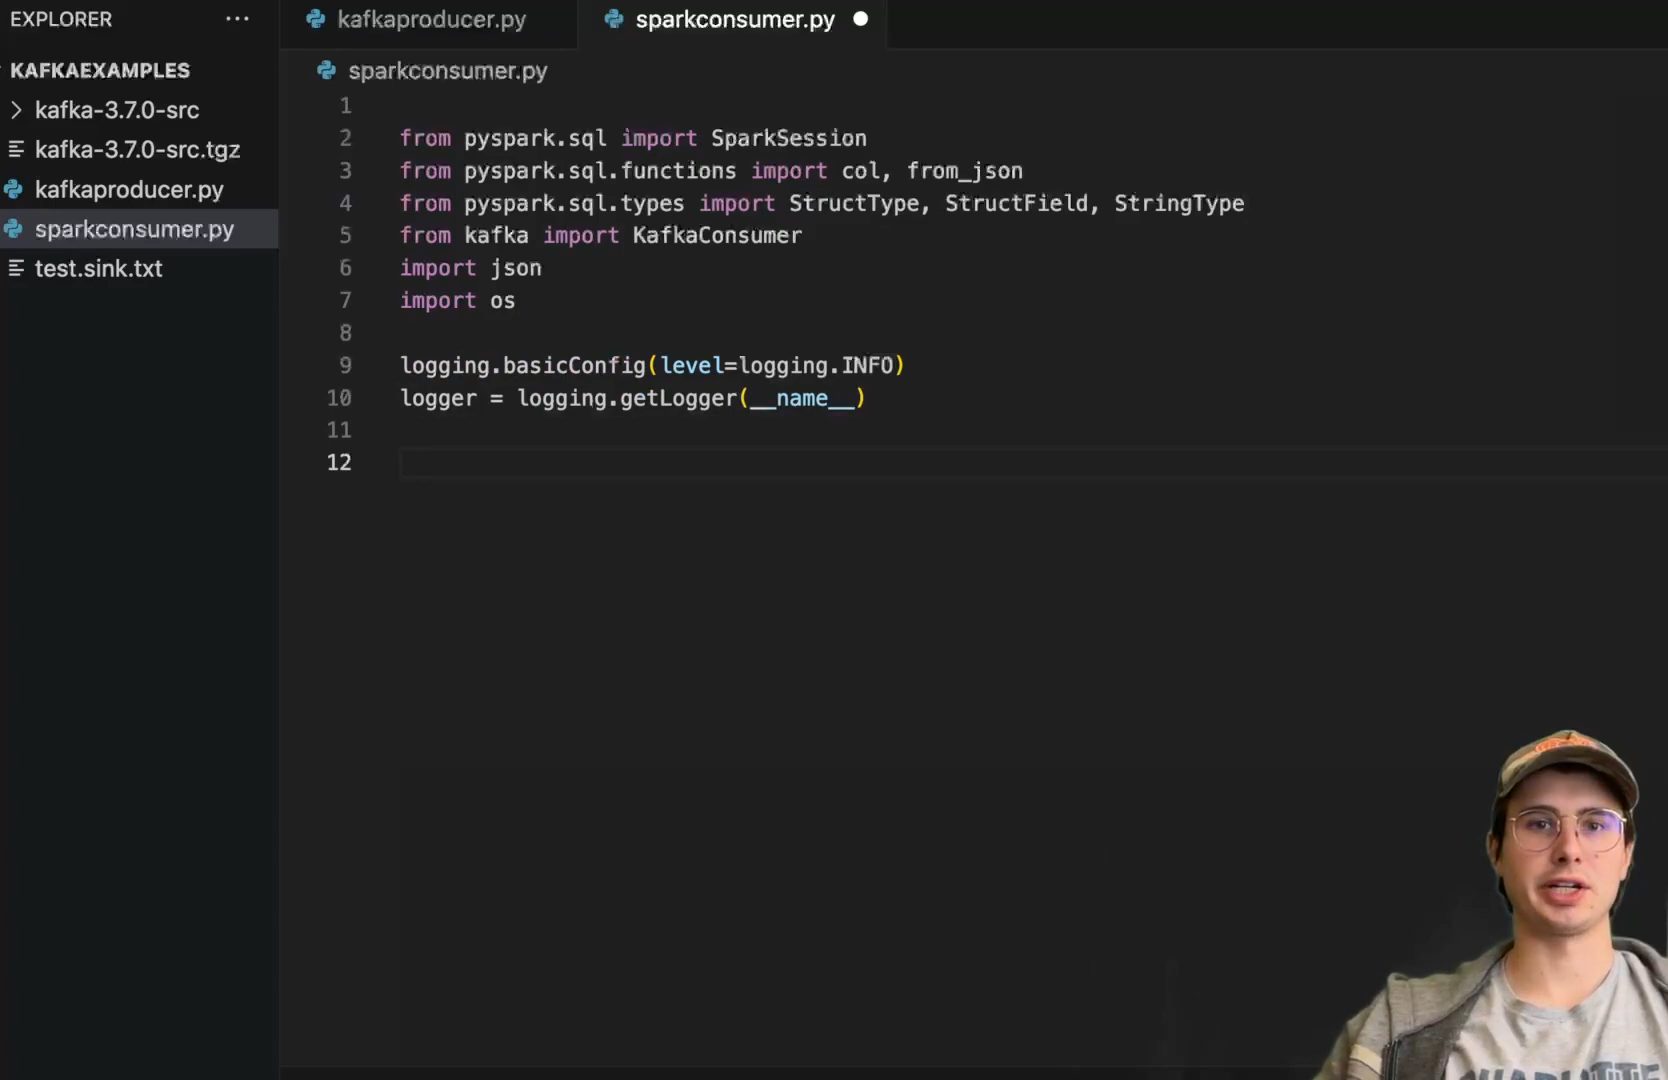 EXPLORER ...
KAFKAEXAMPLES
kafka-3.7.0-src
kafka-3.7.0-src.tgz
kafkaproducer.py
sparkconsumer.py
test.sink.txt
kafkaproducer.py sparkconsumer.py
sparkconsumer.py
1
2 from pyspark.sql import SparkSession
3 from pyspark.sql.functions import col, from_json
4 from pyspark.sql.types import StructType, StructField, StringType
5 from kafka import KafkaConsumer
6 import json
7 import os
8
9 logging.basicConfig(level=logging.INFO)
10 logger = logging.getLogger(__name__)
11
12